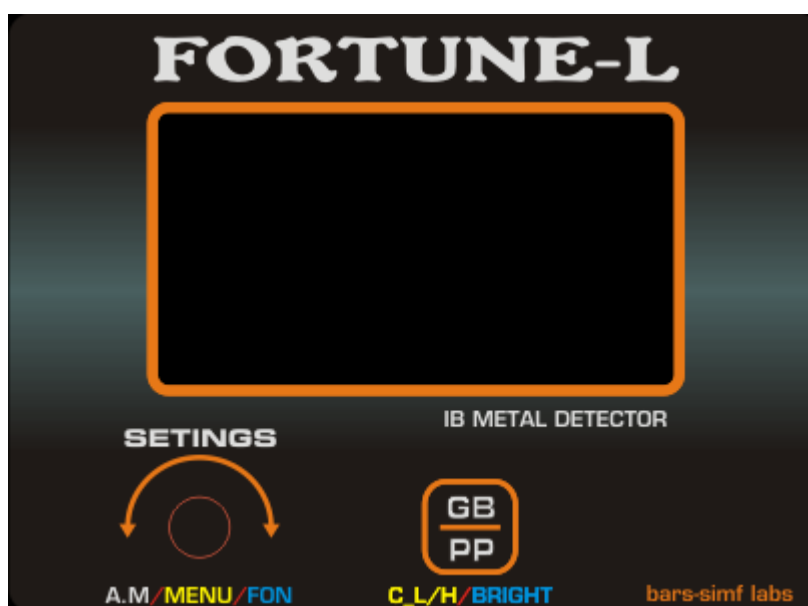 FORTUNE-L
IB METAL DETECTOR
SETINGS
GB
PP
A.M/MENU/FON
C_L/H/BRIGHT
bars-simf labs